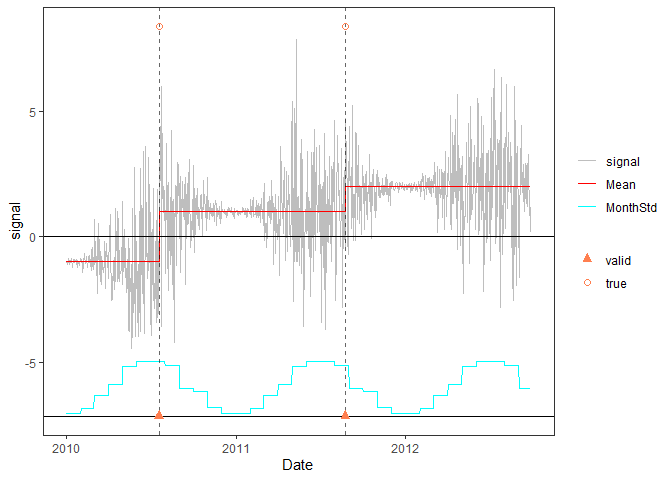 5
0
-5
signal
2010
2011
2012
Date
signal
Mean
MonthStd
valid
true